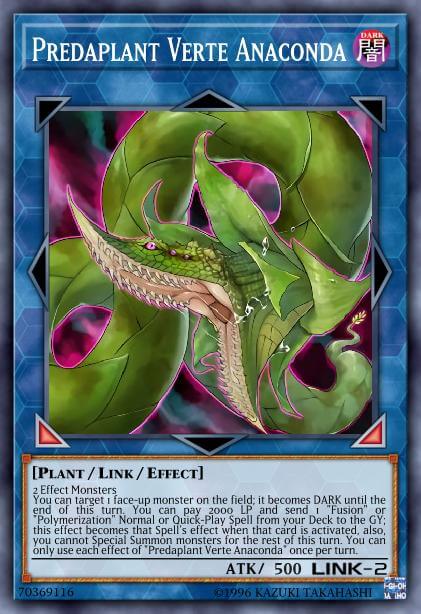 PREDAPLANT VERTE ANACONDA
DARK
闇
[PLANT / LINK / EFFECT]
2 Effect Monsters
You can target 1 face-up monster on the field; it becomes DARK until the
end of this turn. You can pay 2000 LP and send 1 "Fusion" or
"Polymerization" Normal or Quick-Play Spell from your Deck to the GY;
this effect becomes that Spell's effect when that card is activated, also,
you cannot Special Summon monsters for the rest of this turn. You can
only use each effect of "Predaplant Verte Anaconda" once per turn.
ATK/ 500 LINK-2
70369116
©1996 KAZUKI TAKAHASHI